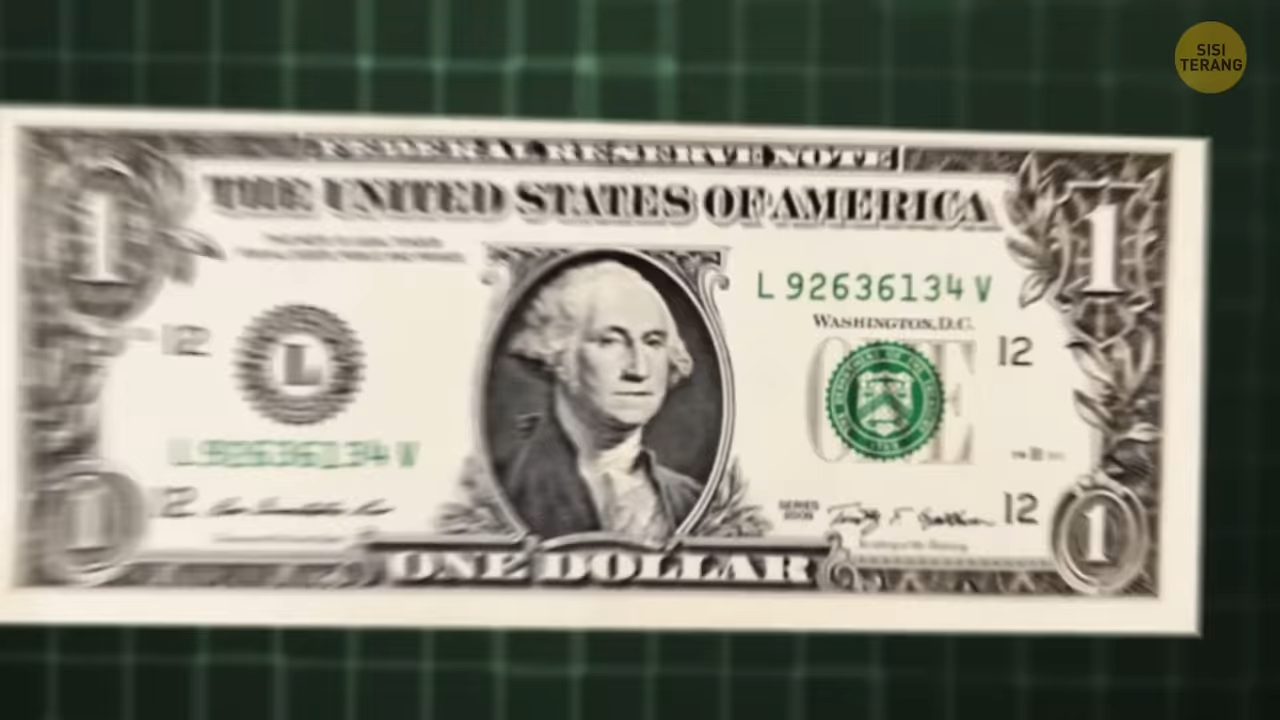 SISI
TERANG
FEDERAL RESERVE NOTE
THE UNITED STATES OF AMERICA
1
1
L 92636134 V
WASHINGTON, D.C.
12
12
L
ONE
L 92636134 V
12
SERIES
12
1
1
ONE DOLLAR